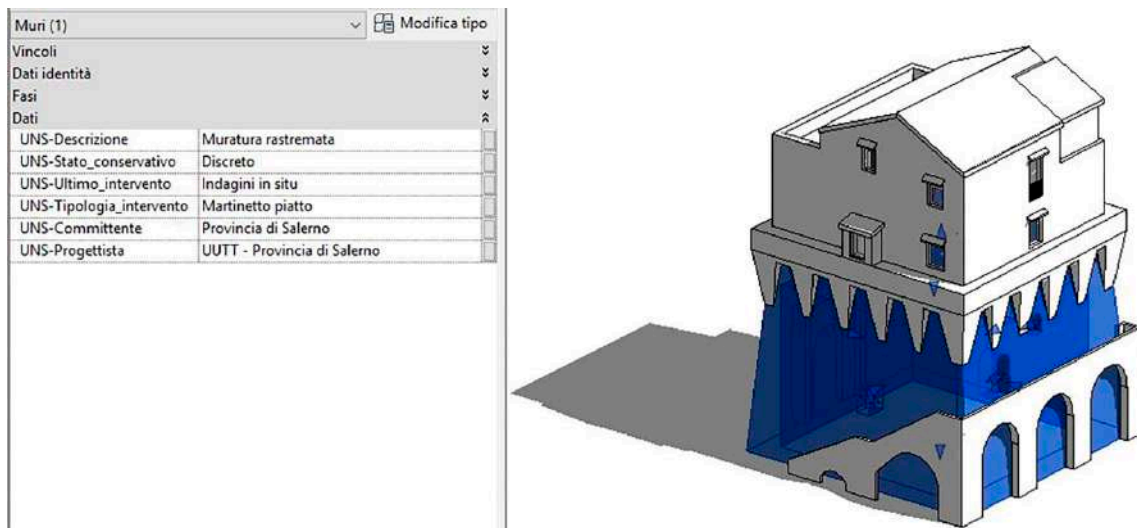 Muri (1) Modifica tipo
Vincoli
Dati identità
Fasi
Dati
UNS-Descrizione Muratura rastremata
UNS-Stato_conservativo Discreto
UNS-Ultimo_intervento Indagini in situ
UNS-Tipologia_intervento Martinetto piatto
UNS-Committente Provincia di Salerno
UNS-Progettista UUTT - Provincia di Salerno